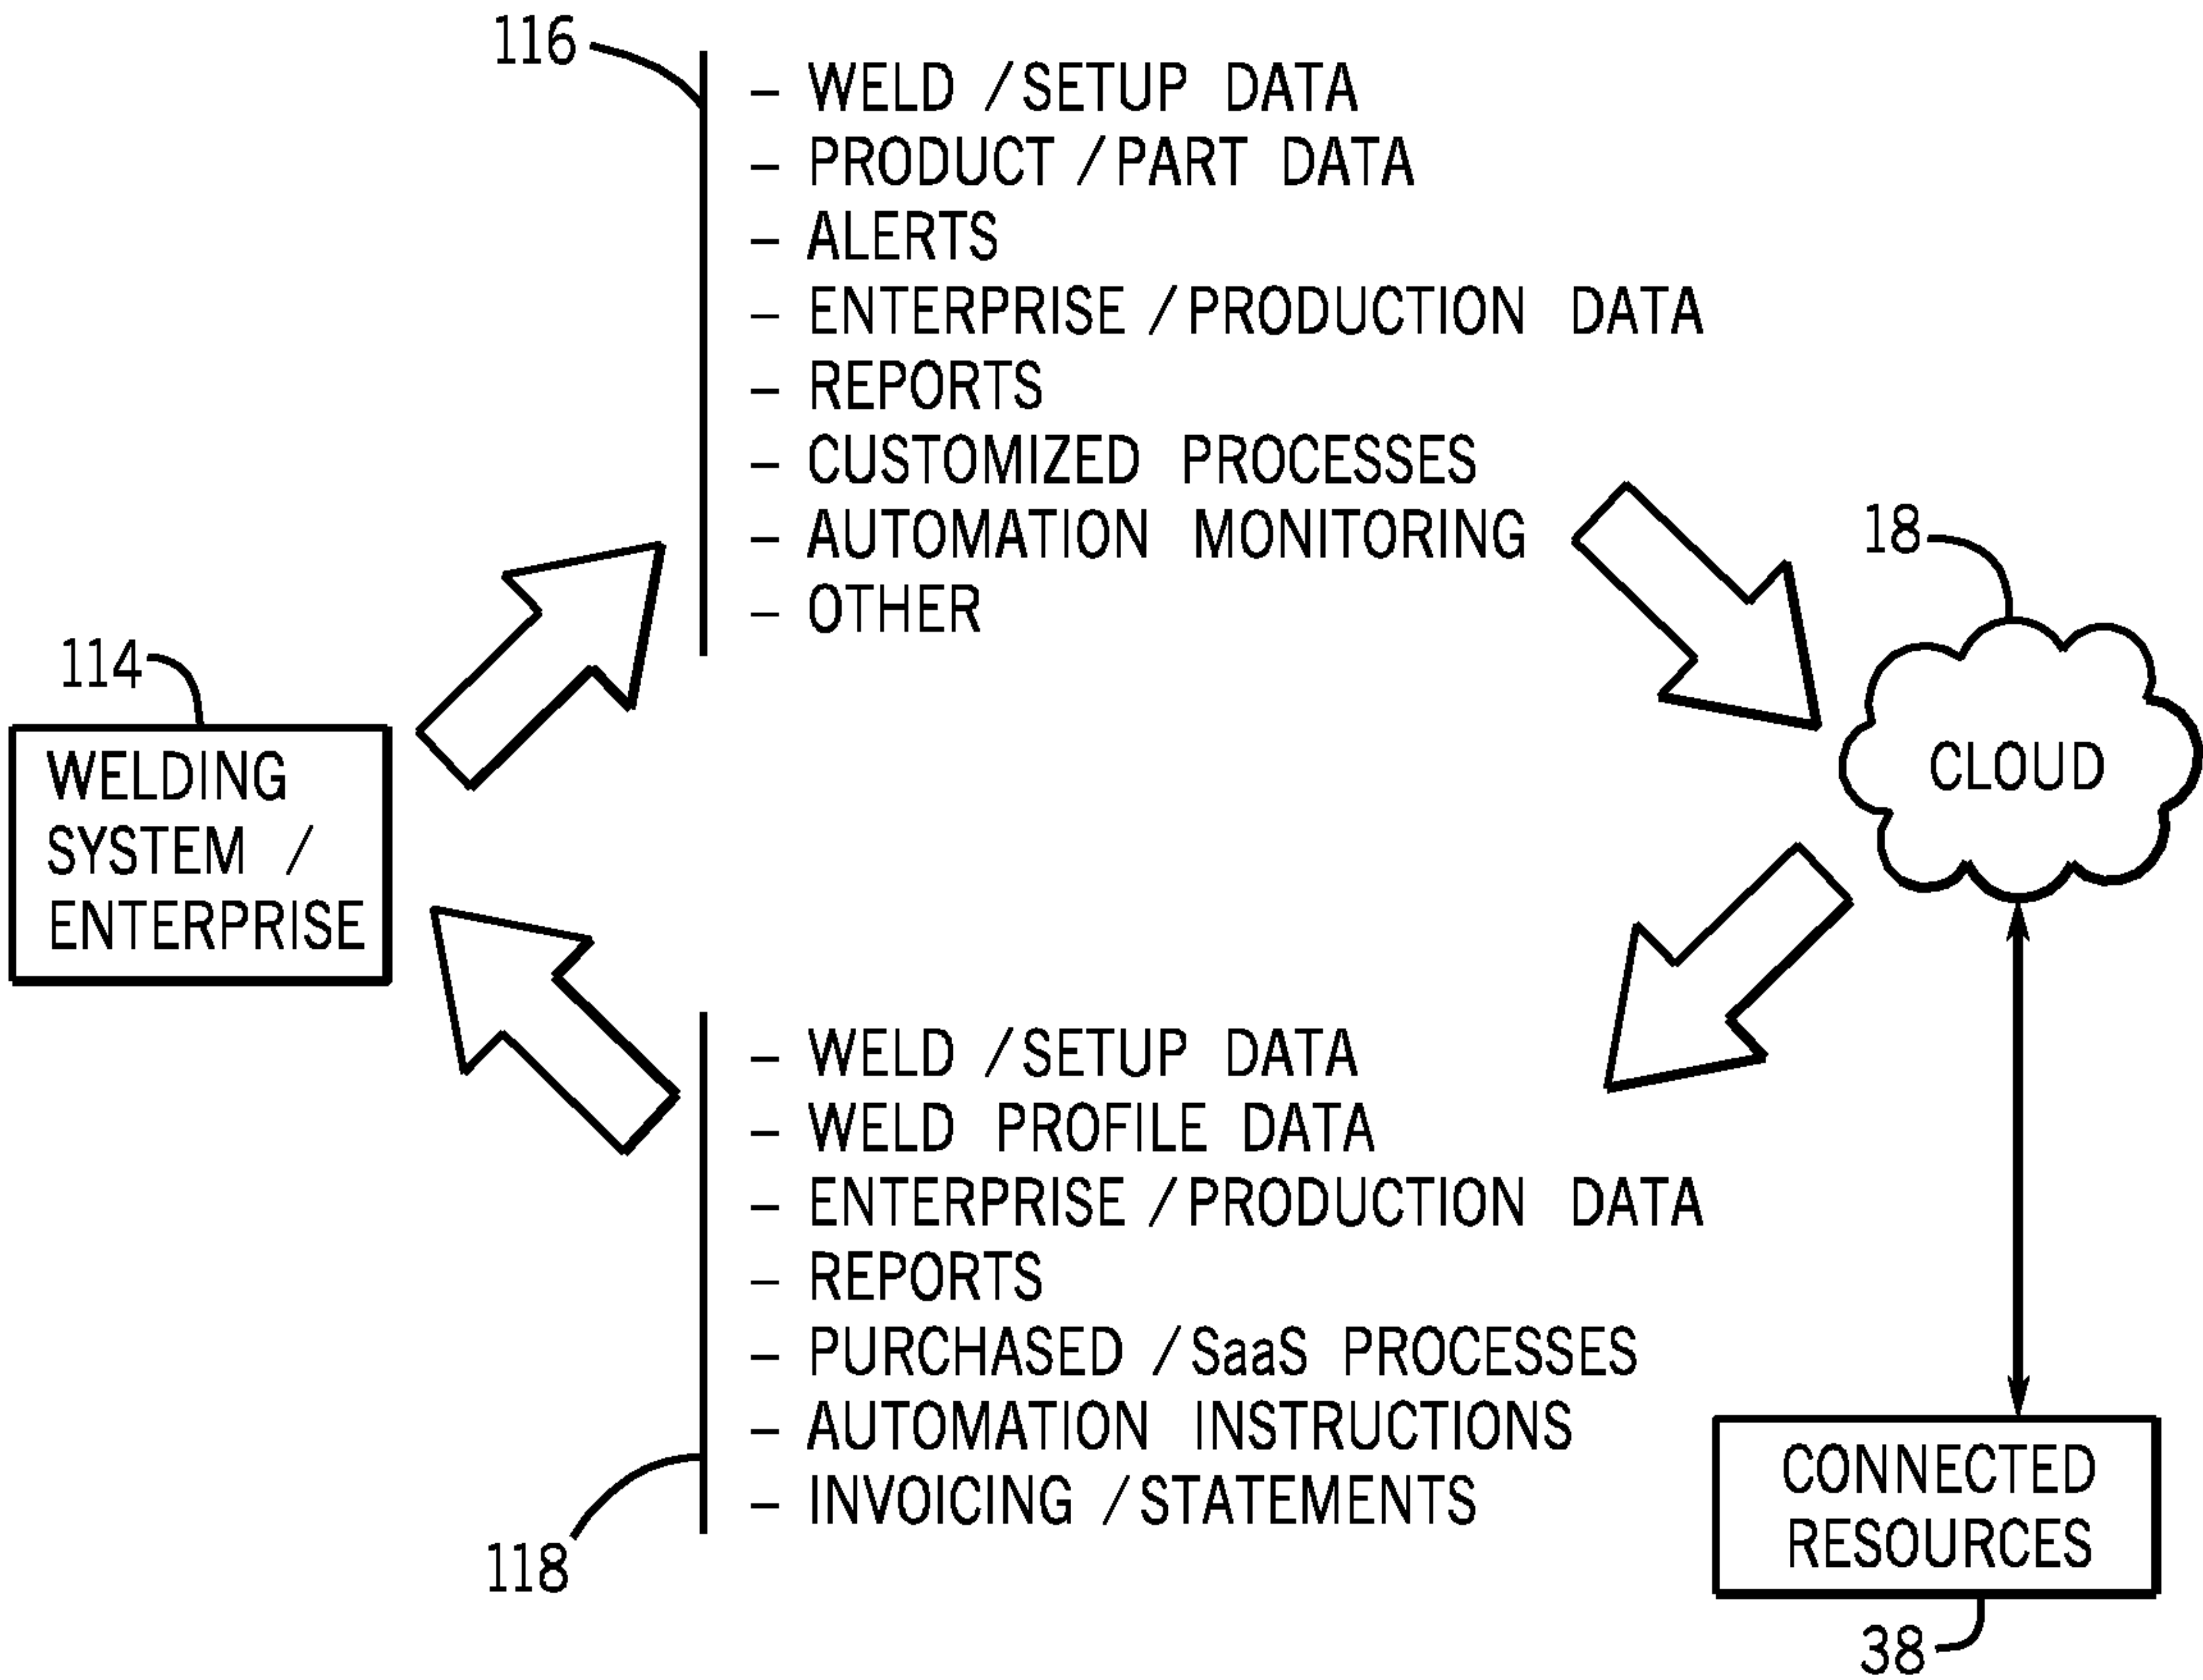 116
- WELD / SETUP DATA
- PRODUCT / PART DATA
- ALERTS
- ENTERPRISE / PRODUCTION DATA
- REPORTS
- CUSTOMIZED PROCESSES
- AUTOMATION MONITORING
- OTHER
18
CLOUD
114
WELDING
SYSTEM /
ENTERPRISE
- WELD / SETUP DATA
- WELD PROFILE DATA
- ENTERPRISE / PRODUCTION DATA
- REPORTS
- PURCHASED / SaaS PROCESSES
- AUTOMATION INSTRUCTIONS
- INVOICING / STATEMENTS
118
CONNECTED
RESOURCES
38